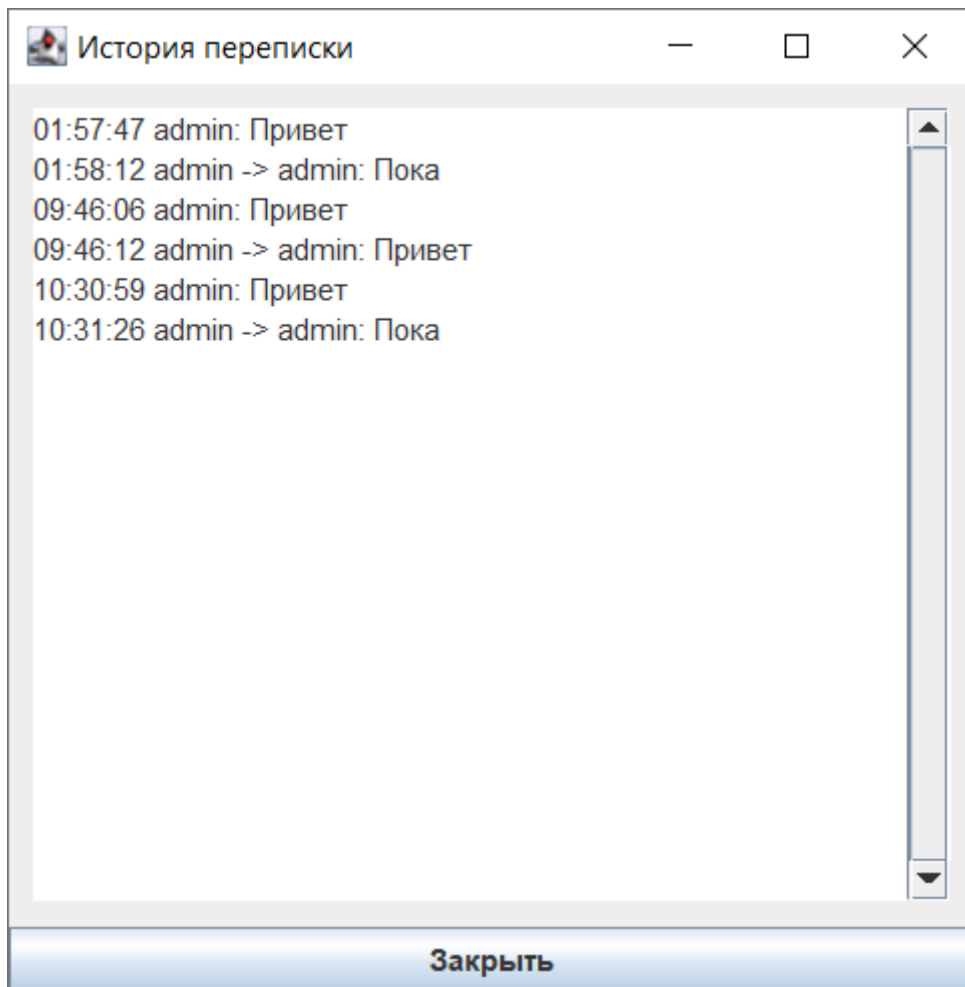 История переписки
01:57:47 admin: Привет
01:58:12 admin -> admin: Пока
09:46:06 admin: Привет
09:46:12 admin -> admin: Привет
10:30:59 admin: Привет
10:31:26 admin -> admin: Пока
Закрыть